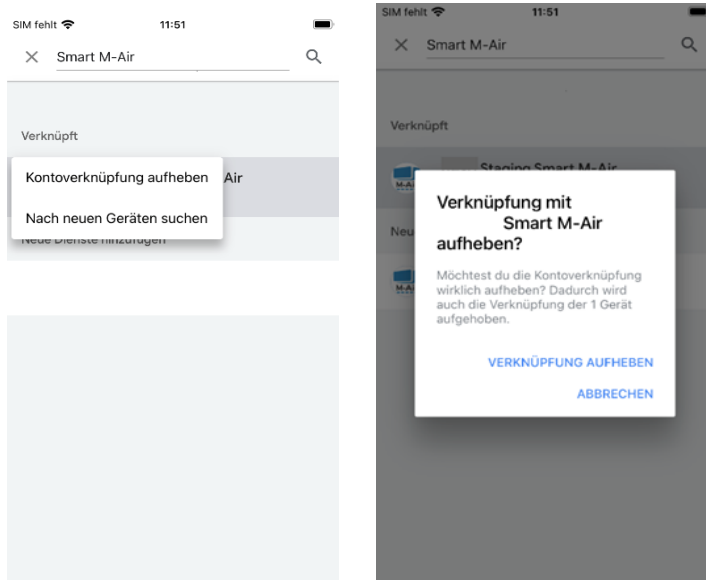 SIM fehlt 11:51
Smart M-Air
Verknüpft
Kontoverknüpfung aufheben Air
Nach neuen Geräten suchen
Neue Dienste hinzufügen
SIM fehlt 11:51
Smart M-Air
Verknüpft
Staging Smart M-Air
M-A
Neu
M-A
Verknüpfung mit
Smart M-Air
aufheben?
Möchtest du die Kontoverknüpfung
wirklich aufheben? Dadurch wird
auch die Verknüpfung der 1 Gerät
aufgehoben.
VERKNÜPFUNG AUFHEBEN
ABBRECHEN